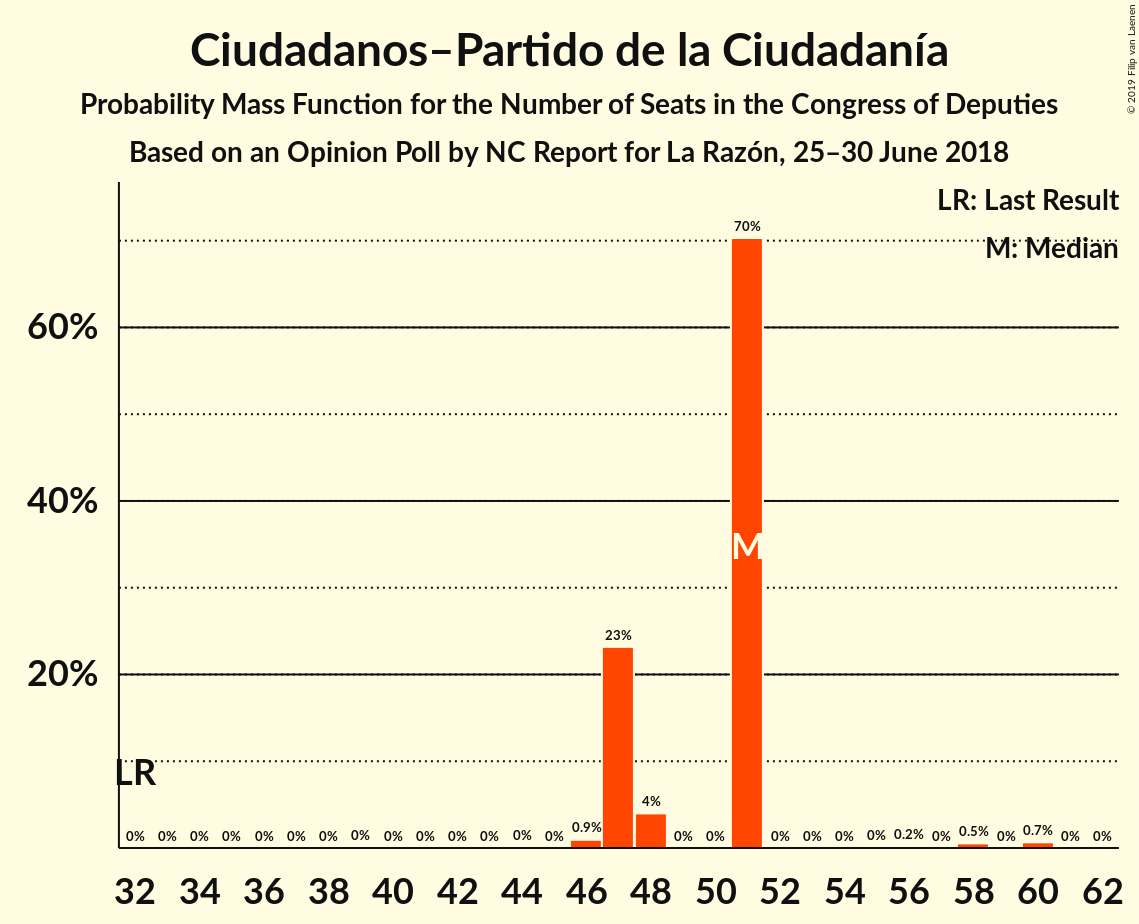 Ciudadanos–Partido de la Ciudadanía
Probability Mass Function for the Number of Seats in the Congress of Deputies
Based on an Opinion Poll by NC Report for La Razón, 25–30 June 2018
© 2019 Filip van Laenen
LR: Last Result
M: Median
70%
60%
40%
M
23%
20%
LR
4%
0% 0% 0% 0% 0% 0% 0% 0% 0% 0% 0% 0% 0% 0% 0.9% 0% 0% 0% 0% 0% 0% 0.2% 0% 0.5% 0% 0.7% 0% 0%
32 34 36 38 40 42 44 46 48 50 52 54 56 58 60 62